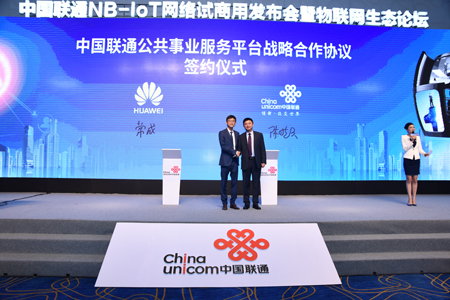 中国联通NB-IoT网络试商用发布会暨物联网生态论坛
中国联通公共事业服务平台战略合作协议
签约仪式
HUAWEI
China
unicom中国联通
China
unicom中国联通